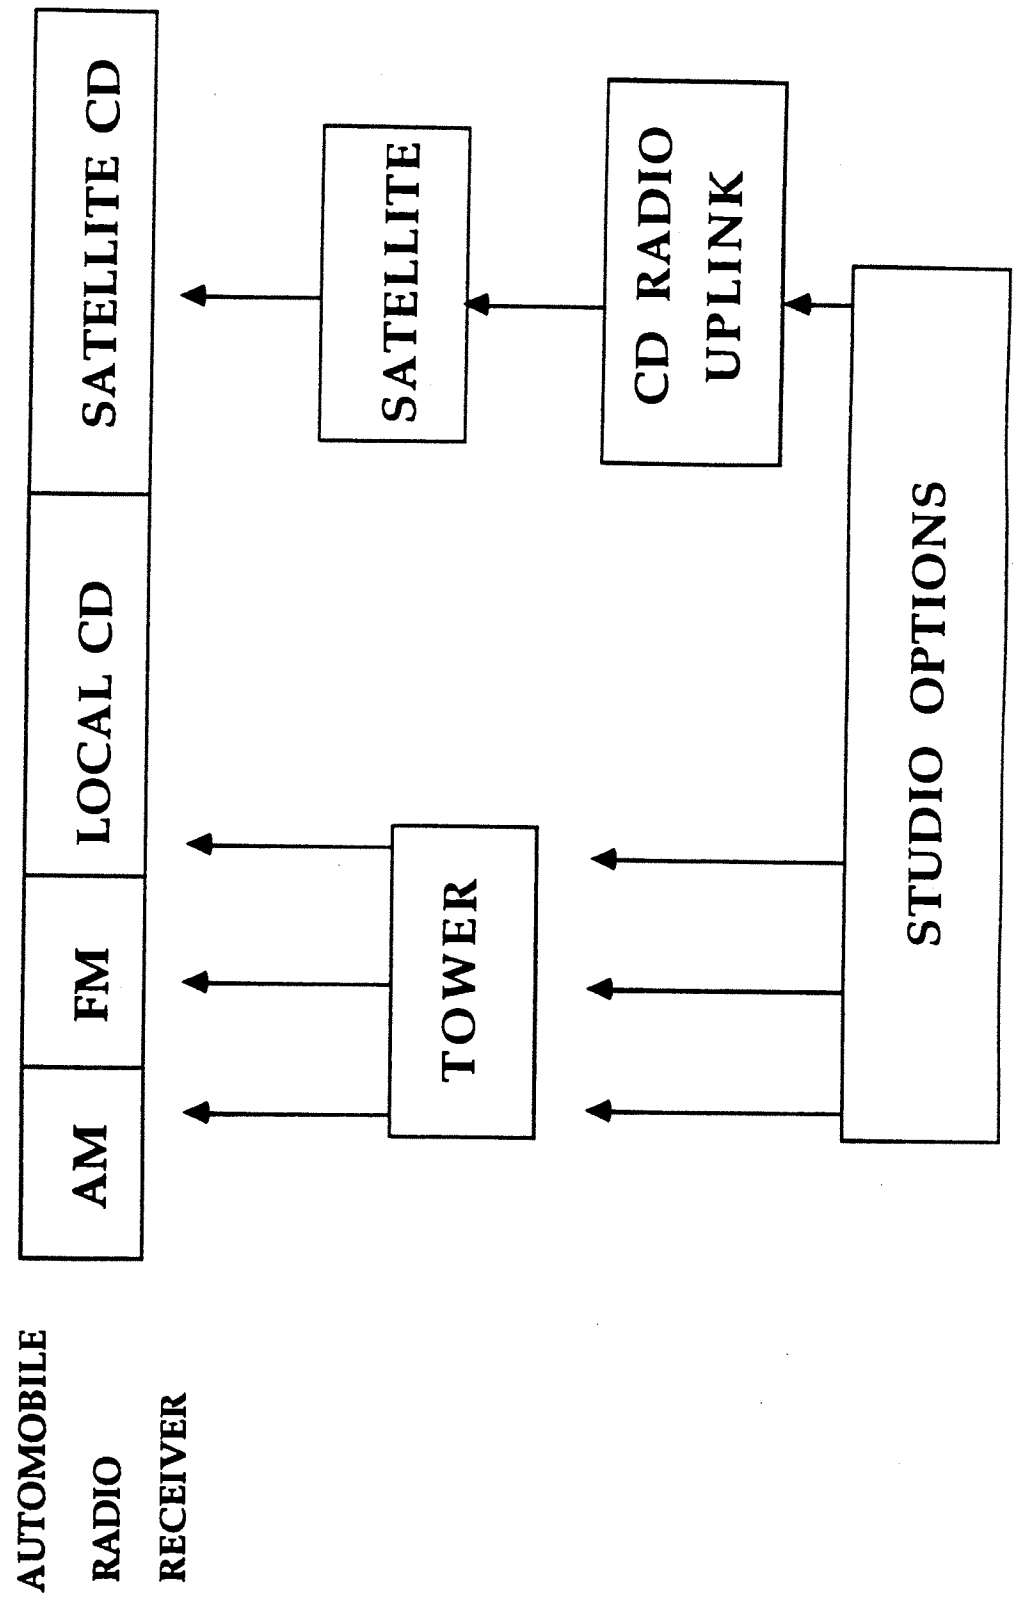 AUTOMOBILE
RADIO
RECEIVER
AM
FM
LOCAL CD
SATELLITE CD
SATELLITE
TOWER
CD RADIO
UPLINK
STUDIO OPTIONS